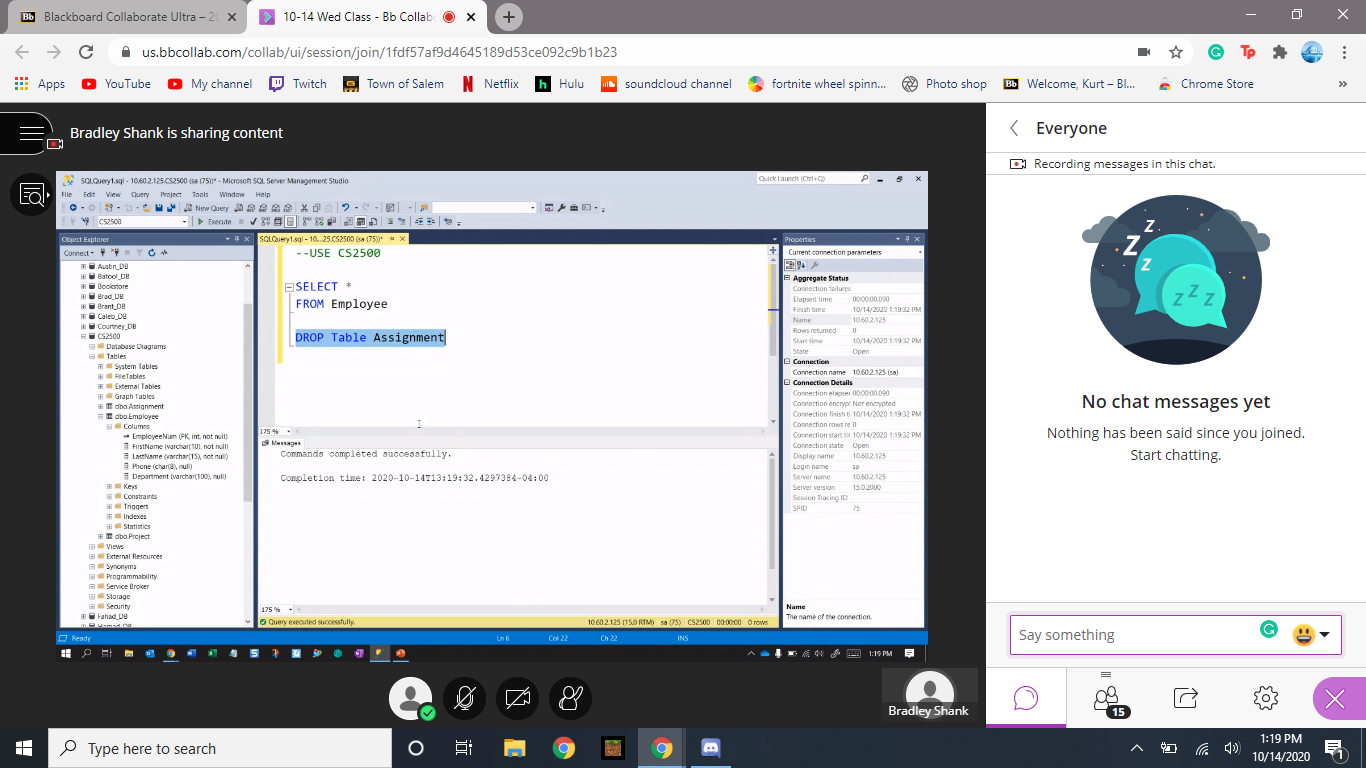 Blackboard Collaborate Ultra – 20
10-14 Wed Class - Bb Collab
us.bbcollab.com/collab/ui/session/join/1fdf57af9d4645189d53ce092c9b1b23
Apps YouTube My channel Twitch Town of Salem Netflix Hulu soundcloud channel fortnite wheel spinn... Photo shop Welcome, Kurt – Bl... Chrome Store
Bradley Shank is sharing content
SQLQuery1.sql - 10.60.2.125.CS2500 (sa (75))* - Microsoft SQL Server Management Studio
Quick Launch (Ctrl+Q)
File Edit View Query Project Tools Window Help
New Query
CS2500
Execute
Object Explorer
Connect
Austin_DB
Batool_DB
Bookstore
Brad_DB
Brant_DB
Caleb_DB
Courtney_DB
CS2500
Database Diagrams
Tables
System Tables
FileTables
External Tables
Graph Tables
dbo.Assignment
dbo.Employee
Columns
EmployeeNum (PK, int, not null)
FirstName (varchar(10), not null)
LastName (varchar(15), not null)
Phone (char(8), null)
Department (varchar(100), null)
Keys
Constraints
Triggers
Indexes
Statistics
dbo.Project
Views
External Resources
Synonyms
Programmability
Service Broker
Storage
Security
Fahad_DB
Hamad_DB
SQLQuery1.sql - 10....25.CS2500 (sa (75))*
--USE CS2500
SELECT *
FROM Employee
DROP Table Assignment
175 %
Messages
Commands completed successfully.
Completion time: 2020-10-14T13:19:32.4297384-04:00
175 %
Query executed successfully.
10.60.2.125 (15.0 RTM) sa (75) CS2500 00:00:00 0 rows
Properties
Current connection parameters
Aggregate Status
Connection failures
Elapsed time 00:00:00.090
Finish time 10/14/2020 1:19:32 PM
Name 10.60.2.125
Rows returned 0
Start time 10/14/2020 1:19:32 PM
State Open
Connection
Connection name 10.60.2.125 (sa)
Connection Details
Connection elapsed 00:00:00.090
Connection encrypt Not encrypted
Connection finish ti 10/14/2020 1:19:32 PM
Connection rows re 0
Connection start tir 10/14/2020 1:19:32 PM
Connection state Open
Display name 10.60.2.125
Login name sa
Server name 10.60.2.125
Server version 15.0.2000
Session Tracing ID
SPID 75
Name
The name of the connection.
Ready
Ln 6 Col 22 Ch 22 INS
1:19 PM
Bradley Shank
Everyone
Recording messages in this chat.
Z
Z
Z
Z Z Z
No chat messages yet
Nothing has been said since you joined.
Start chatting.
Say something
15
Type here to search
1:19 PM
10/14/2020
1